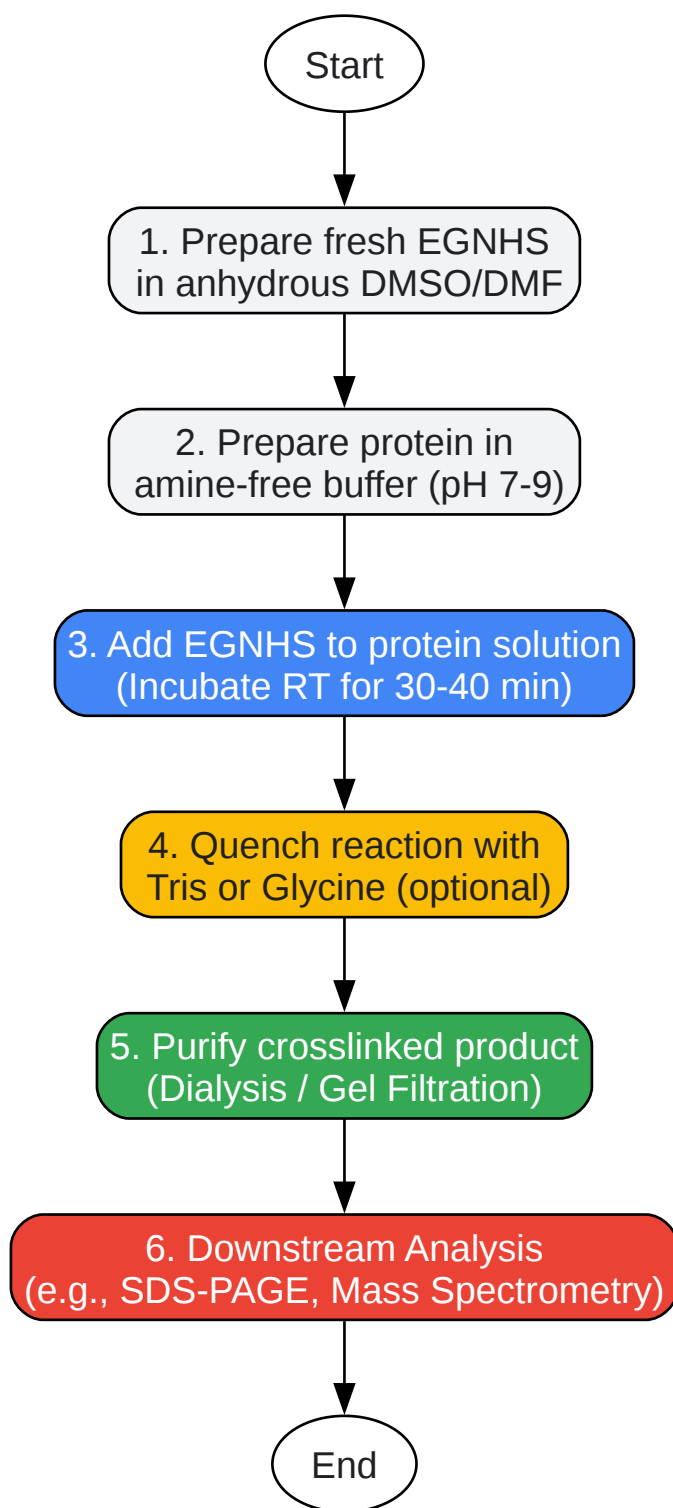 Start
1. Prepare fresh EGNHS
in anhydrous DMSO/DMF
2. Prepare protein in
amine-free buffer (pH 7-9)
3. Add EGNHS to protein solution
(Incubate RT for 30-40 min)
4. Quench reaction with
Tris or Glycine (optional)
5. Purify crosslinked product
(Dialysis / Gel Filtration)
6. Downstream Analysis
(e.g., SDS-PAGE, Mass Spectrometry)
End